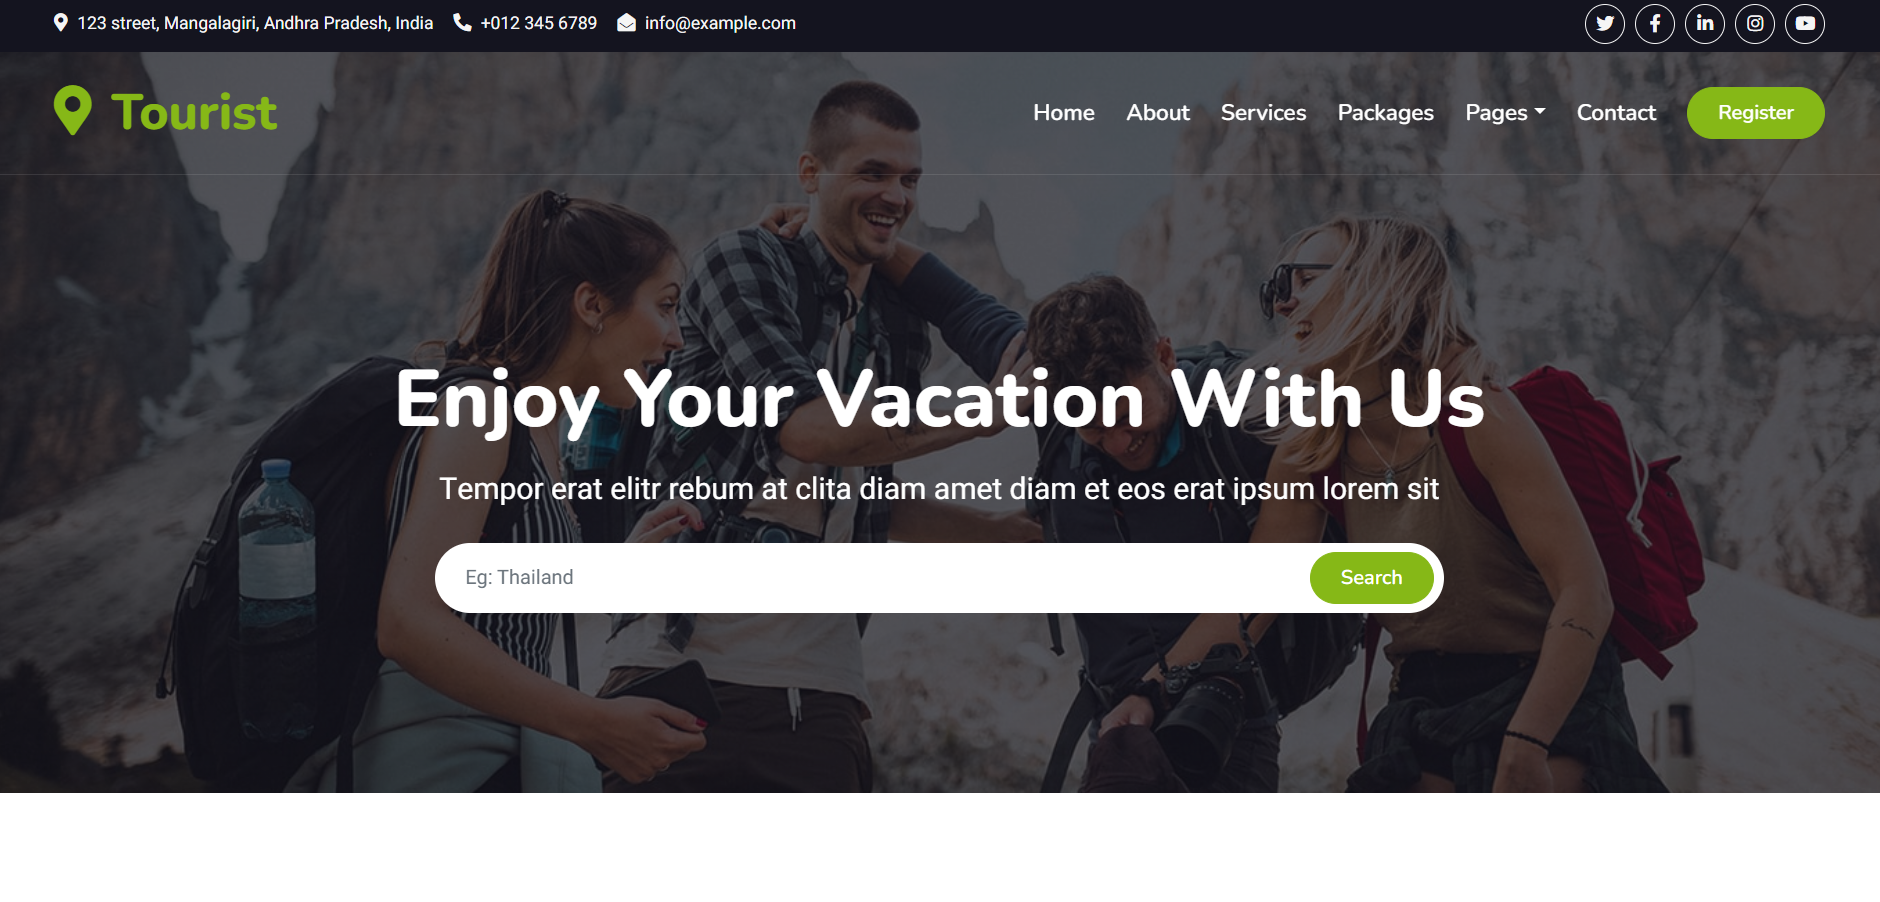 123 street, Mangalagiri, Andhra Pradesh, India +012 345 6789 info@example.com
Tourist Home About Services Packages Pages Contact Register
Enjoy Your Vacation With Us
Tempor erat elitr rebum at clita diam amet diam et eos erat ipsum lorem sit
Eg: Thailand Search